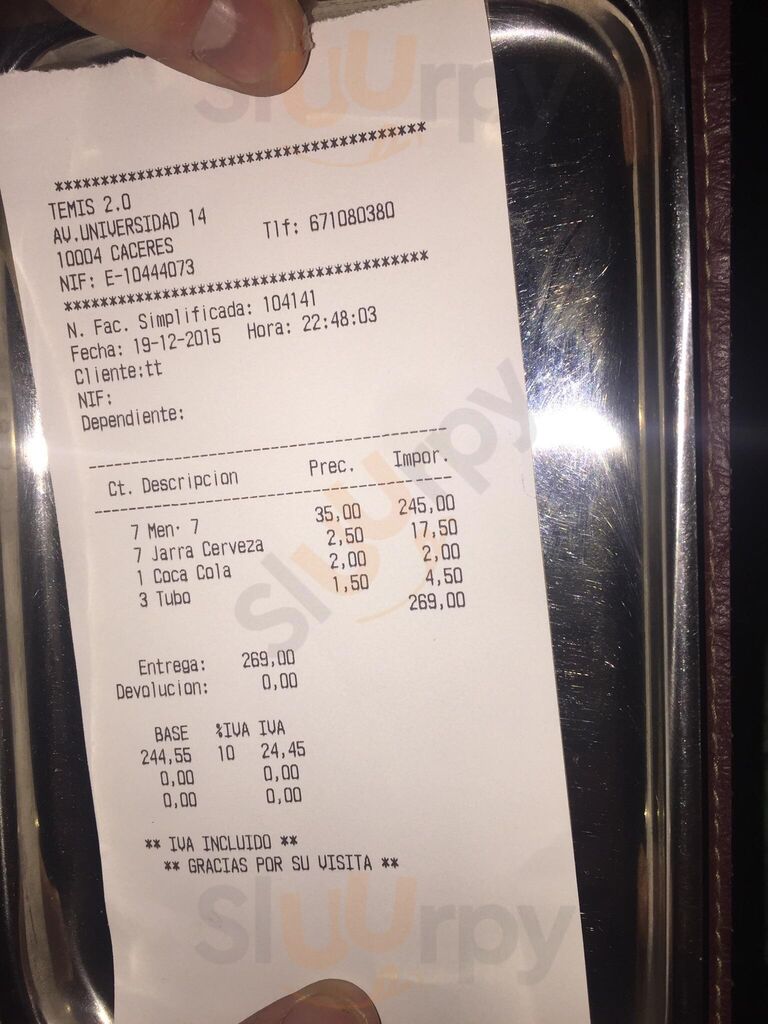 ****************************************
TEMIS 2.0
AV.UNIVERSIDAD 14
10004 CACERES Tlf: 671080380
NIF: E-10444073
****************************************
N. Fac. Simplificada: 104141
Fecha: 19-12-2015 Hora: 22:48:03
Cliente:tt
NIF:
Dependiente:
Ct. Descripcion Prec. Impor.
7 Men· 7 35,00 245,00
7 Jarra Cerveza 2,50 17,50
1 Coca Cola 2,00 2,00
3 Tubo 1,50 4,50
269,00
Entrega: 269,00
Devolucion: 0,00
BASE %IVA IVA
244,55 10 24,45
0,00 0,00
0,00 0,00
** IVA INCLUIDO **
** GRACIAS POR SU VISITA **
Sluurpy
Sluurpy
Sluurpy